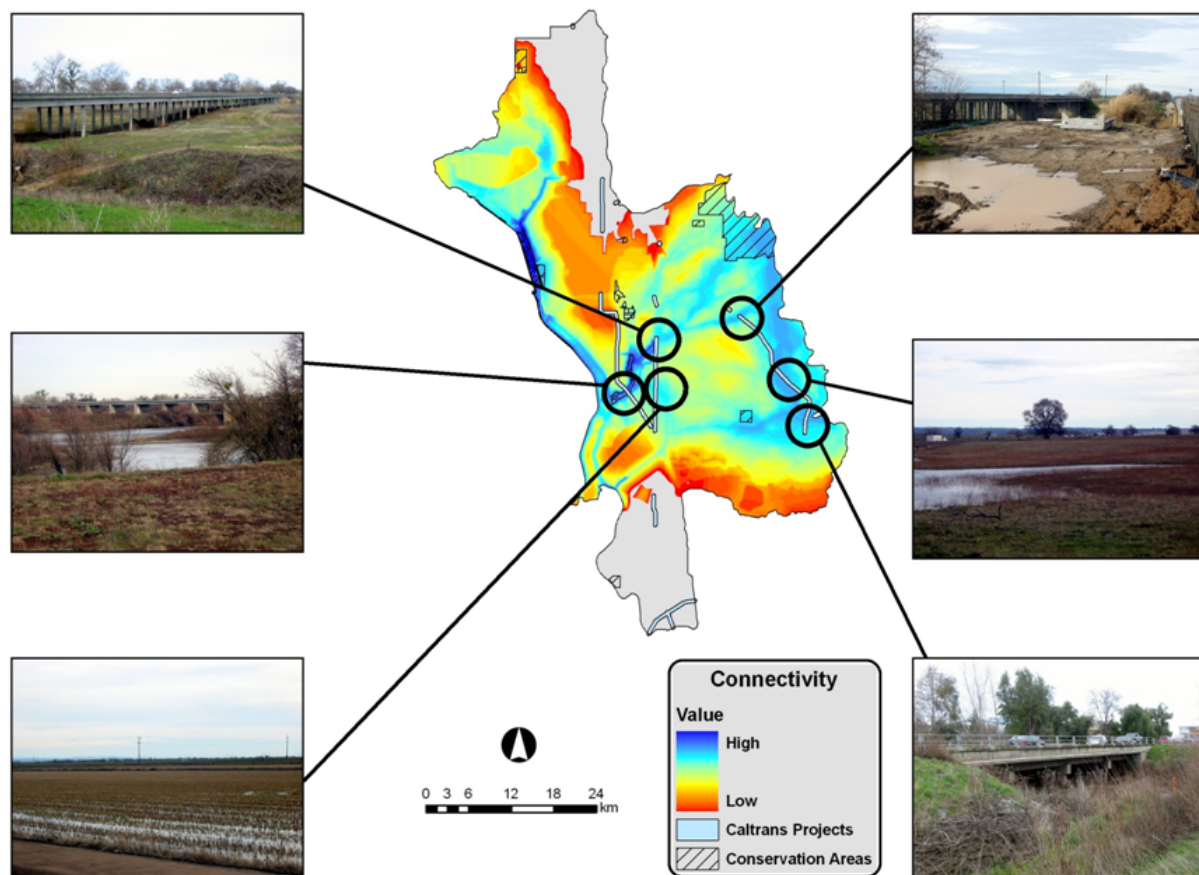 0 3 6 12 18 24
km
Connectivity
Value
High
Low
Caltrans Projects
Conservation Areas